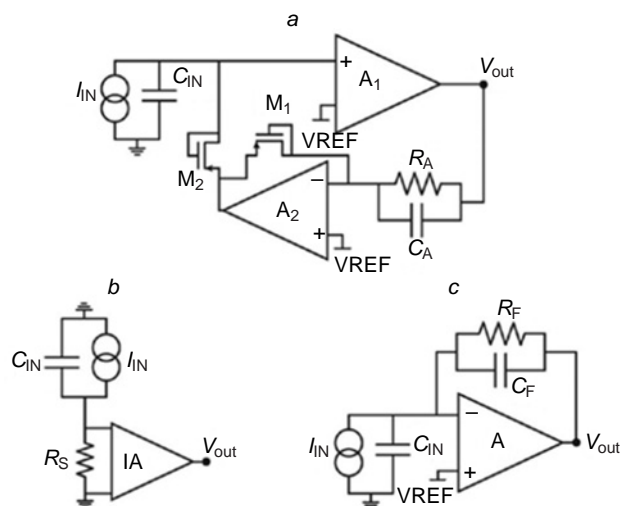 a
I_IN
C_IN
+
A_1
V_out
VREF
M_1
M_2
A_2
−
+
VREF
R_A
C_A
b
C_IN
I_IN
R_S
IA
V_out
c
R_F
C_F
I_IN
C_IN
−
A
+
V_out
VREF